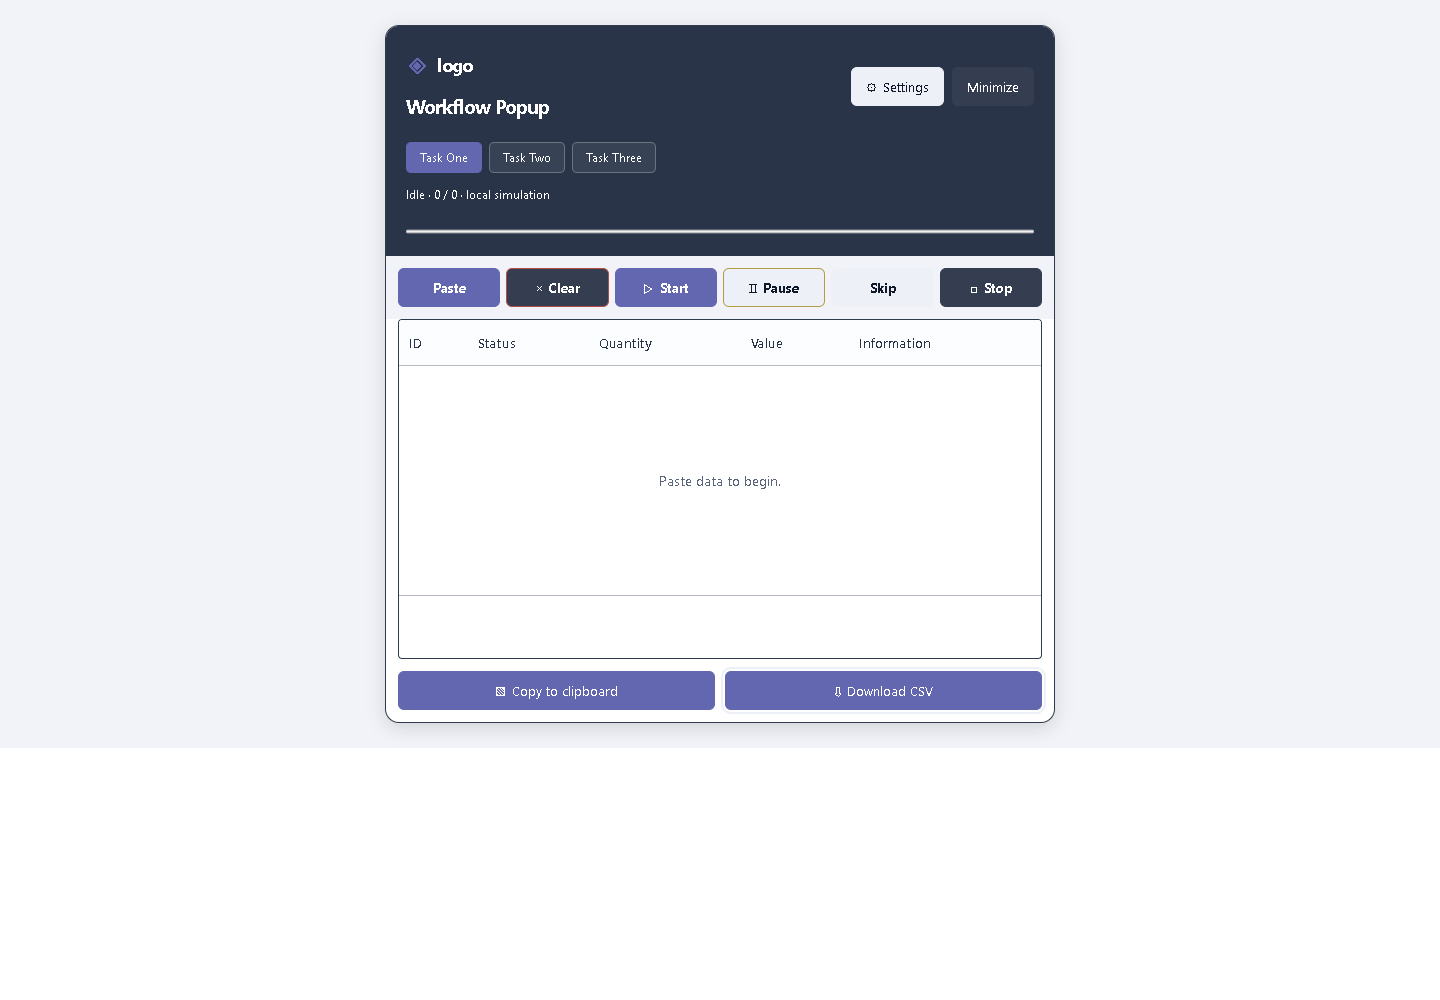 logo
Workflow Popup
⚙ Settings
Minimize
Task One
Task Two
Task Three
Idle · 0 / 0 · local simulation
Paste
× Clear
▷ Start
Pause
Skip
□ Stop
ID Status Quantity Value Information
Paste data to begin.
Copy to clipboard
⇩ Download CSV